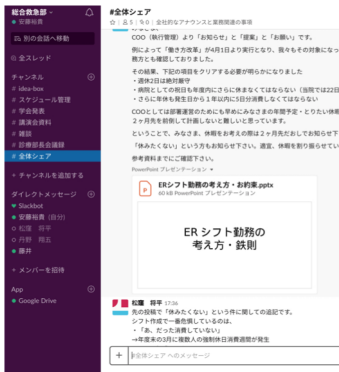 総合救急部
安藤裕貴
別の会話へ移動
全スレッド
チャンネル
# idea-box
# スケジュール管理
# 学会発表
# 講演会資料
# 雑談
# 診療部長会議録
# 全体シェア
+ チャンネルを追加する
ダイレクトメッセージ
Slackbot
安藤裕貴 (自分)
松窪 将平
丹野 翔五
藤井
+ メンバーを招待
App
Google Drive
#全体シェア
5 | 0 | 全社的なアナウンスと業務関連の事項
COO（執行管理）より「お知らせ」と「提案」と「お願い」です。
例によって「働き方改革」が4月1日より実行となり、我々もその対象になっ
務方とも確認しておりました。
その結果、下記の項目をクリアする必要が明らかになりました
・週休2日は絶対厳守
・病院としての祝日も年度内にさらに休まなくてはならない（当院では22日
・さらに年休も発生日から１年以内に5日分消費しなくてはならない
COOとしては部署運営のためにも早めにみなさまの年間予定・とりたい休暇
２ヶ月先を前倒しで計画しないと難しいと思っています。
ということで、みなさま、休暇をお考えの際は２ヶ月先だおしでお知らせ下
「休みたくない」という方もお知らせ下さい。適宜、休暇を割り振らせてい
参考資料までにご確認下さい。
PowerPoint プレゼンテーション
ERシフト勤務の考え方・お約束.pptx
60 kB PowerPoint プレゼンテーション
ER シフト勤務の
考え方・鉄則
松窪 将平 17:36
先の投稿で「休みたくない」という件に関しての追記です。
シフト作成で一番危惧しているのは、
・「あ、だった消費していない」
→年度末の3月に複数人の強制休日消費週間が発生
#全体シェア へのメッセージ